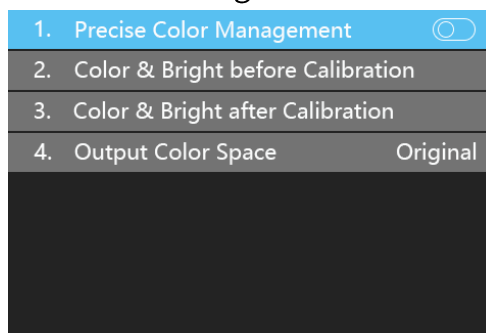 1. Precise Color Management
2. Color & Bright before Calibration
3. Color & Bright after Calibration
4. Output Color Space Original